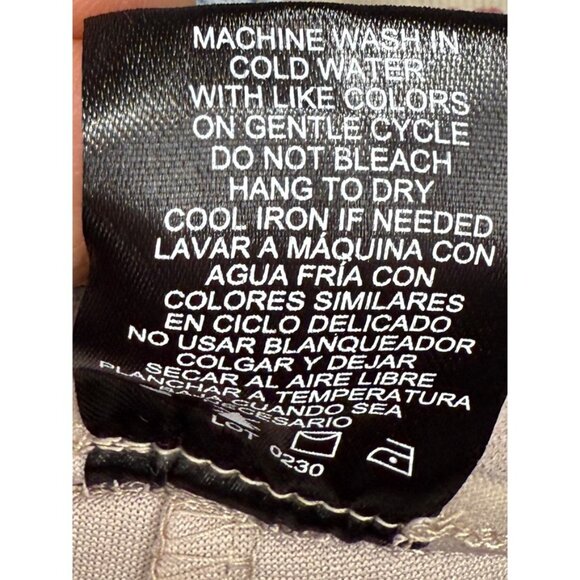 MACHINE WASH IN
COLD WATER
WITH LIKE COLORS
ON GENTLE CYCLE
DO NOT BLEACH
HANG TO DRY
COOL IRON IF NEEDED
LAVAR A MÁQUINA CON
AGUA FRÍA CON
COLORES SIMILARES
EN CICLO DELICADO
NO USAR BLANQUEADOR
COLGAR Y DEJAR
SECAR AL AIRE LIBRE
PLANCHAR A TEMPERATURA
BAJA CUANDO SEA
LOT 0230